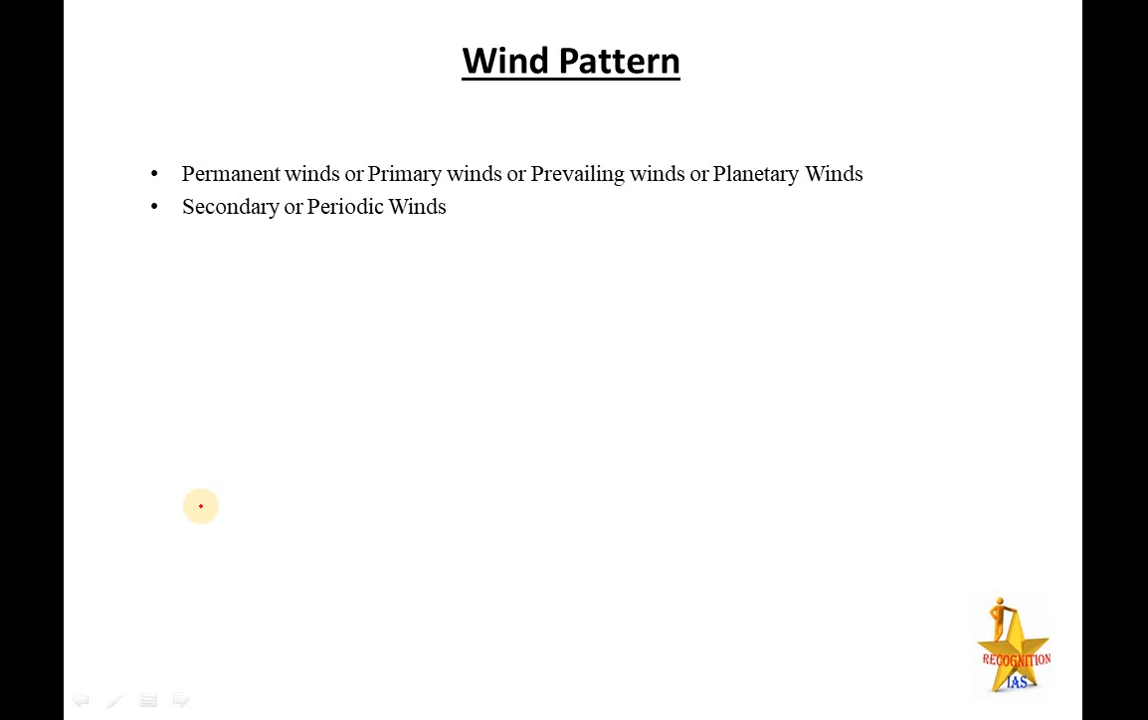 Wind Pattern
• Permanent winds or Primary winds or Prevailing winds or Planetary Winds
• Secondary or Periodic Winds
RECOGNITION
IAS